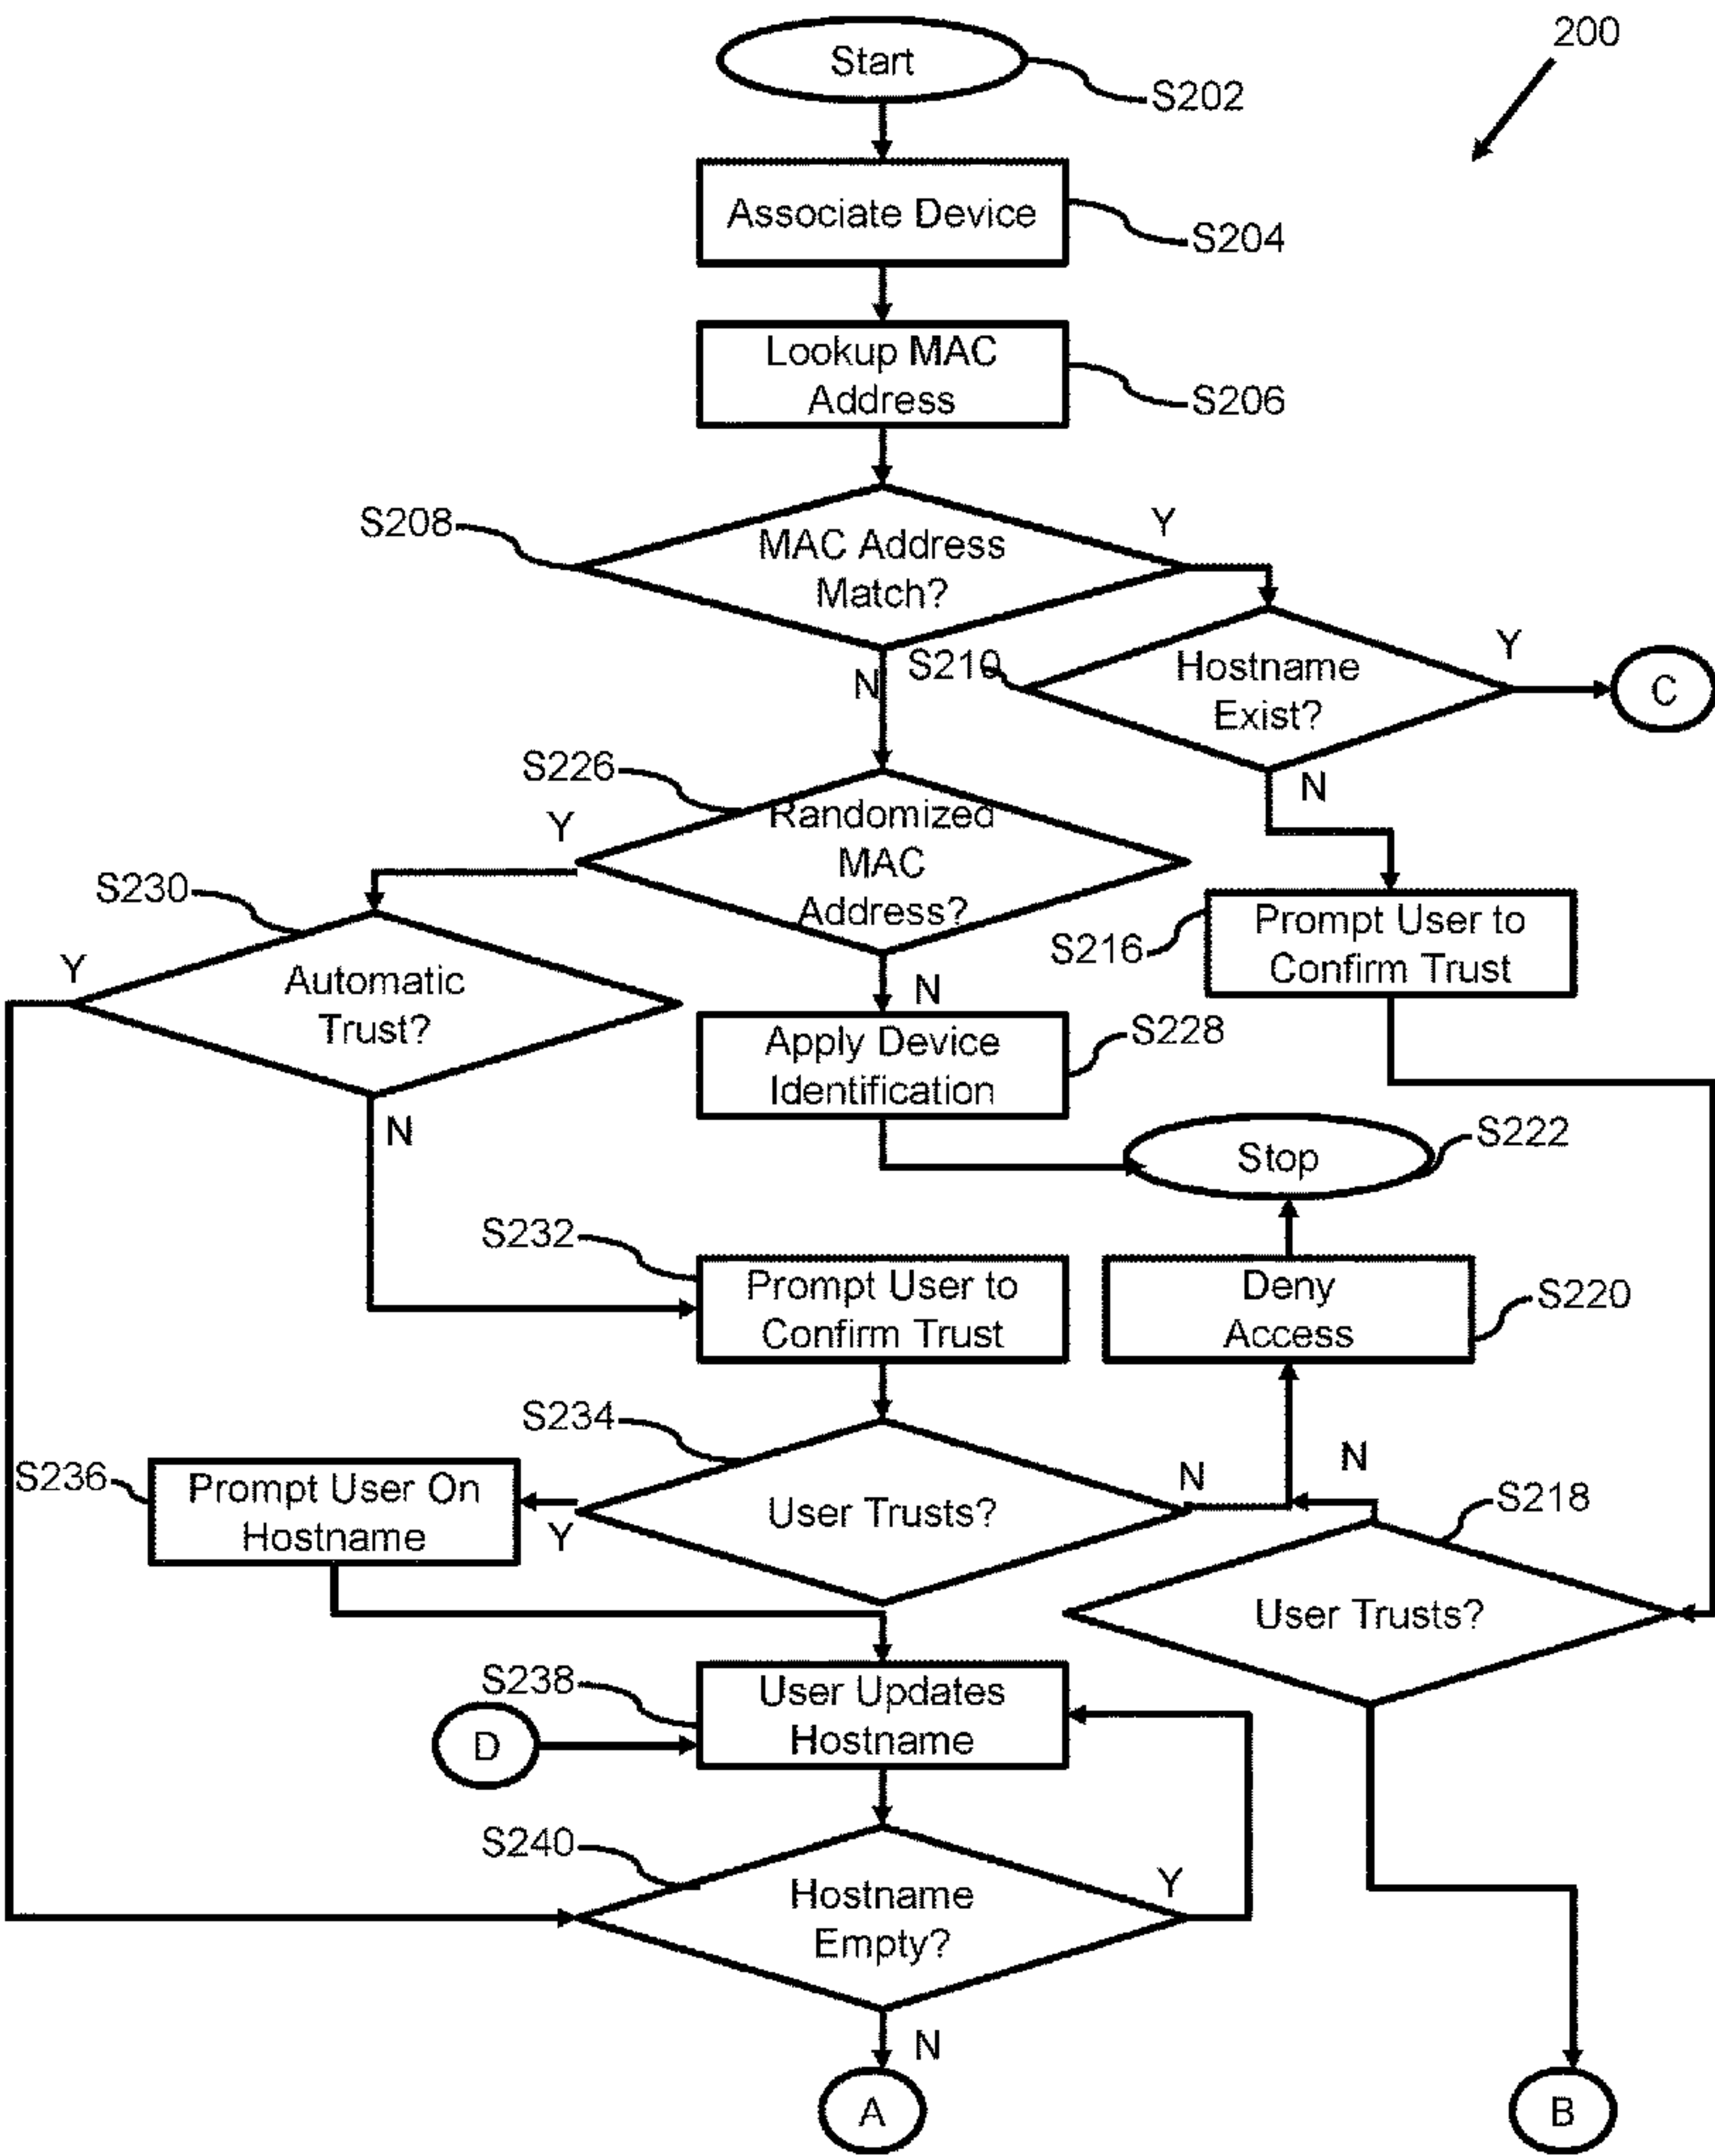 200
Start
S202
Associate Device
S204
Lookup MAC
Address
S206
S208
MAC Address
Match?
Y
N
S210
Hostname
Exist?
Y
C
N
S226
Y
Randomized
MAC
Address?
N
S230
Y
Automatic
Trust?
N
S216
Prompt User to
Confirm Trust
Apply Device
Identification
S228
Stop
S222
S232
Prompt User to
Confirm Trust
Deny
Access
S220
S234
User Trusts?
N
Y
S236
Prompt User On
Hostname
N
S218
User Trusts?
S238
User Updates
Hostname
D
S240
Hostname
Empty?
Y
N
A
B